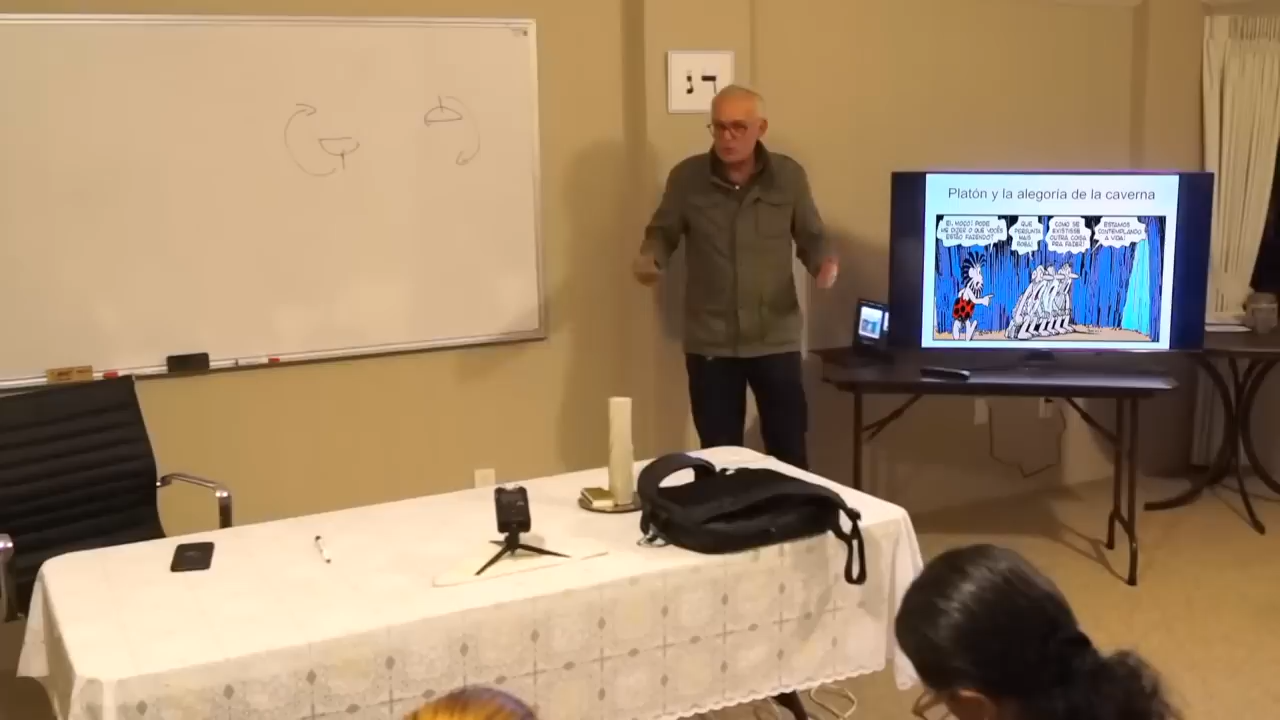 Platón y la alegoría de la caverna
EI, MOÇO! PODE
ME DIZER O QUE VOCÊS
ESTÃO FAZENDO?
QUE
PERGUNTA
MAIS
BOBA!
COMO SE
EXISTISSE
OUTRA COISA
PRA FAZER!
ESTAMOS
CONTEMPLANDO
A VIDA!